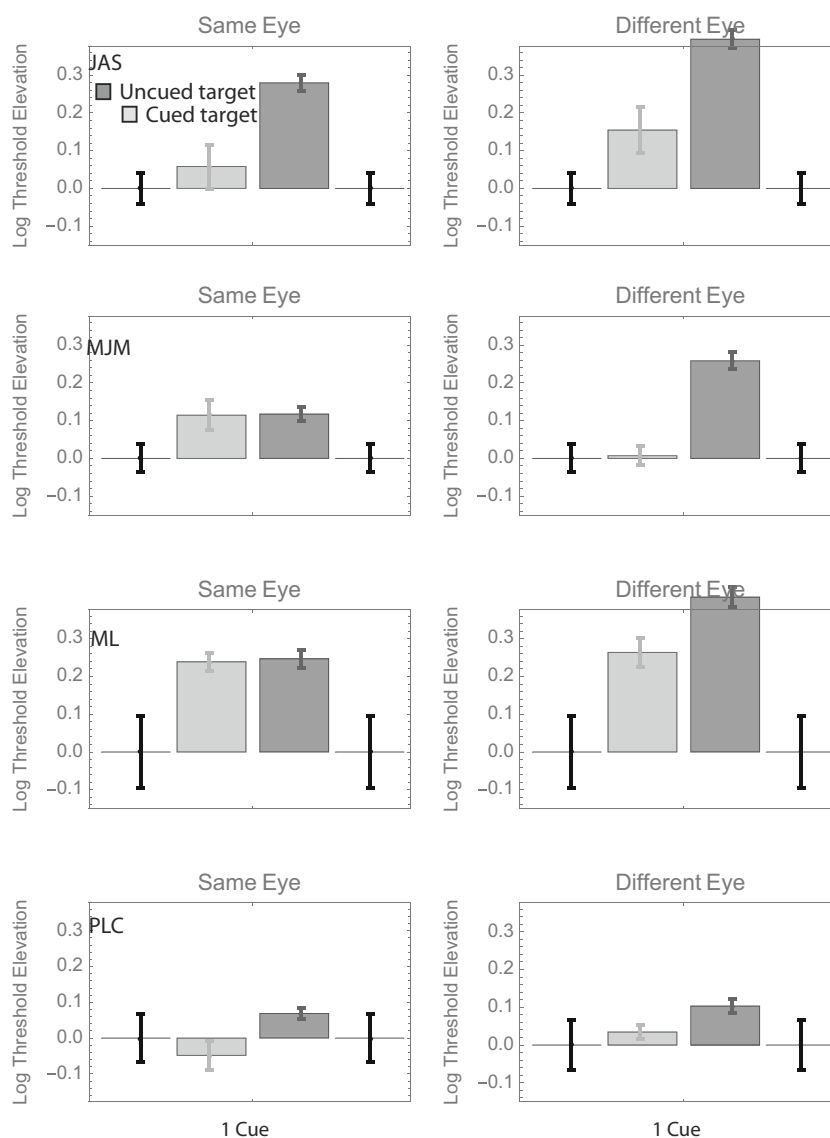 Same Eye
Different Eye
JAS
Uncued target
Cued target
Log Threshold Elevation
0.3
0.2
0.1
0.0
−0.1
Log Threshold Elevation
0.3
0.2
0.1
0.0
−0.1
Same Eye
Different Eye
MJM
Log Threshold Elevation
0.3
0.2
0.1
0.0
−0.1
Log Threshold Elevation
0.3
0.2
0.1
0.0
−0.1
Same Eye
Different Eye
ML
Log Threshold Elevation
0.3
0.2
0.1
0.0
−0.1
Log Threshold Elevation
0.3
0.2
0.1
0.0
−0.1
Same Eye
Different Eye
PLC
Log Threshold Elevation
0.3
0.2
0.1
0.0
−0.1
Log Threshold Elevation
0.3
0.2
0.1
0.0
−0.1
1 Cue
1 Cue